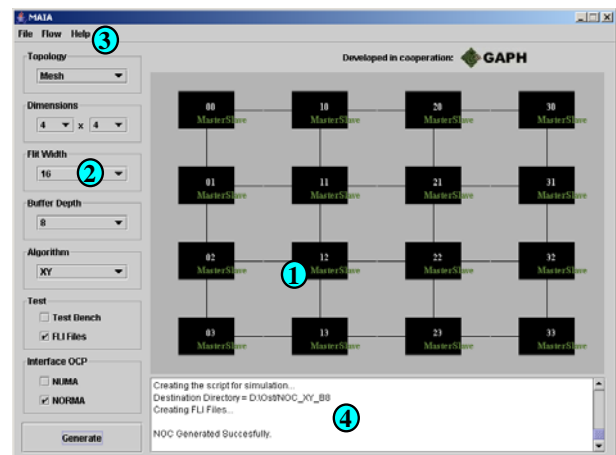 MAIA
File Flow Help
3
Developed in cooperation: GAPH
Topology
Mesh
Dimensions
4 x 4
Flit Width
16
2
Buffer Depth
8
Algorithm
XY
Test
Test Bench
FLI Files
Interface OCP
NUMA
NORMA
Generate
00 10 20 30
MasterSlave MasterSlave MasterSlave MasterSlave
01 11 21 31
MasterSlave MasterSlave MasterSlave MasterSlave
02 12 22 32
MasterSlave MasterSlave MasterSlave MasterSlave
1
03 13 23 33
MasterSlave MasterSlave MasterSlave MasterSlave
Creating the script for simulation...
Destination Directory = D:\Ost\NOC_XY_B8
Creating FLI Files...
4
NOC Generated Succesfully.